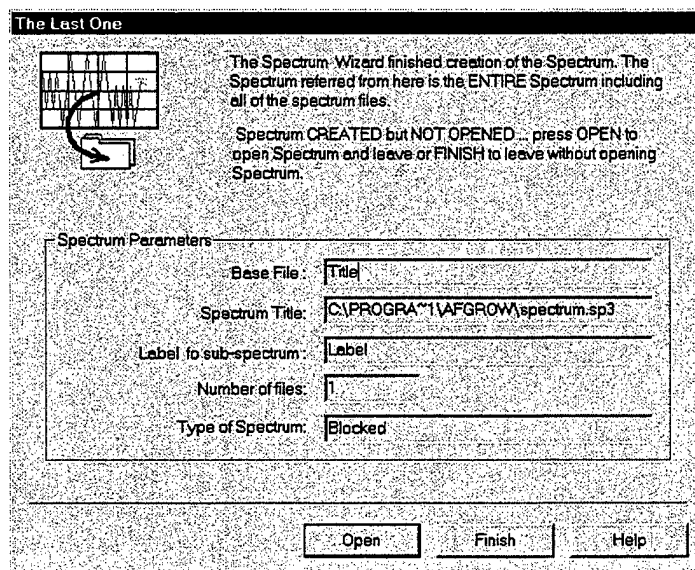 The Last One
The Spectrum Wizard finished creation of the Spectrum. The
Spectrum referred from here is the ENTIRE Spectrum including
all of the spectrum files.
Spectrum CREATED but NOT OPENED ... press OPEN to
open Spectrum and leave or FINISH to leave without opening
Spectrum.
Spectrum Parameters
Base File: Title
Spectrum Title: C:\PROGRA~1\AFGROW\spectrum.sp3
Label fo sub-spectrum: Label
Number of files: 1
Type of Spectrum: Blocked
Open Finish Help